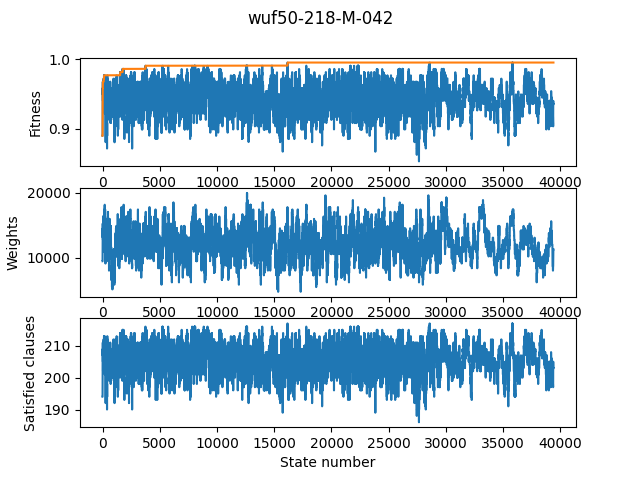 wuf50-218-M-042
1.0
0.9
Fitness
0 5000 10000 15000 20000 25000 30000 35000 40000
20000
10000
Weights
0 5000 10000 15000 20000 25000 30000 35000 40000
210
200
190
Satisfied clauses
0 5000 10000 15000 20000 25000 30000 35000 40000
State number